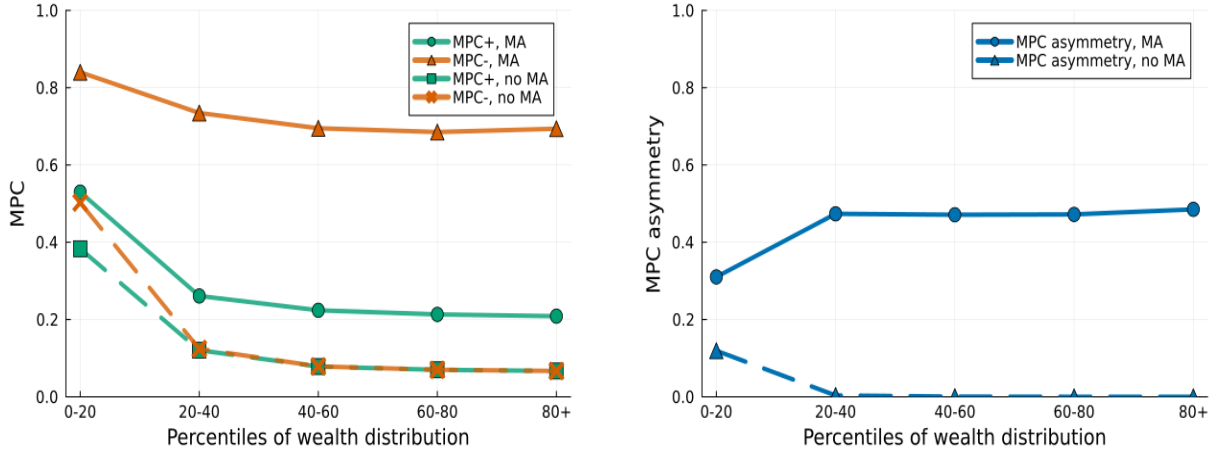 1.0
0.8
0.6
0.4
0.2
0.0
MPC
MPC+, MA
MPC-, MA
MPC+, no MA
MPC-, no MA
0-20 20-40 40-60 60-80 80+
Percentiles of wealth distribution
1.0
0.8
0.6
0.4
0.2
0.0
MPC asymmetry
MPC asymmetry, MA
MPC asymmetry, no MA
0-20 20-40 40-60 60-80 80+
Percentiles of wealth distribution